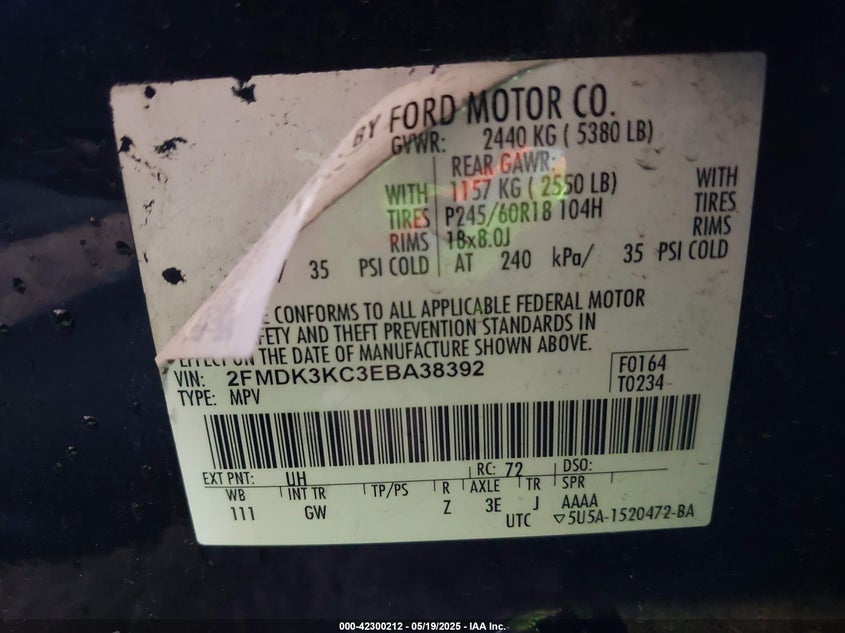 BY FORD MOTOR CO.
GVWR: 2440 KG ( 5380 LB)
REAR GAWR:
WITH 1157 KG ( 2550 LB) WITH
TIRES P245/60R18 104H TIRES
RIMS 18x8.0J RIMS
/ 35 PSI COLD AT 240 kPa/ 35 PSI COLD
CONFORMS TO ALL APPLICABLE FEDERAL MOTOR
AND THEFT PREVENTION STANDARDS IN
EFFECT ON THE DATE OF MANUFACTURE SHOWN ABOVE.
VIN: 2FMDK3KC3EBA38392 F0164
TYPE: MPV T0234
EXT PNT: UH RC: 72 DSO:
WB INT TR TP/PS R AXLE TR SPR
111 GW Z 3E J AAAA
UTC ▽5U5A-1520472-BA
000-42300212 - 05/19/2025 - IAA Inc.